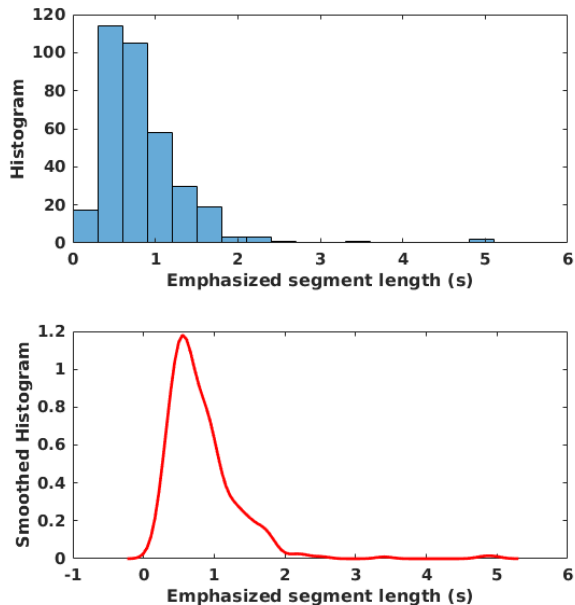 120
100
80
60
40
20
0
Histogram
0 1 2 3 4 5 6
Emphasized segment length (s)
1.2
1
0.8
0.6
0.4
0.2
0
Smoothed Histogram
-1 0 1 2 3 4 5 6
Emphasized segment length (s)